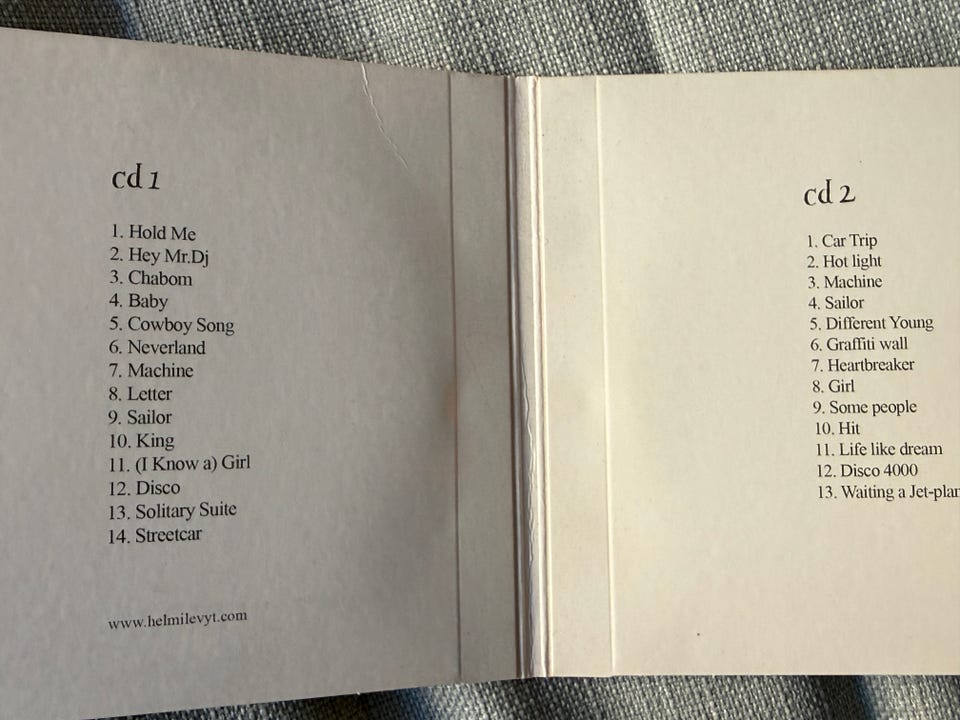 cd 1
1. Hold Me
2. Hey Mr.Dj
3. Chabom
4. Baby
5. Cowboy Song
6. Neverland
7. Machine
8. Letter
9. Sailor
10. King
11. (I Know a) Girl
12. Disco
13. Solitary Suite
14. Streetcar
www.helmilevyt.com
cd 2
1. Car Trip
2. Hot light
3. Machine
4. Sailor
5. Different Young
6. Graffiti wall
7. Heartbreaker
8. Girl
9. Some people
10. Hit
11. Life like dream
12. Disco 4000
13. Waiting a